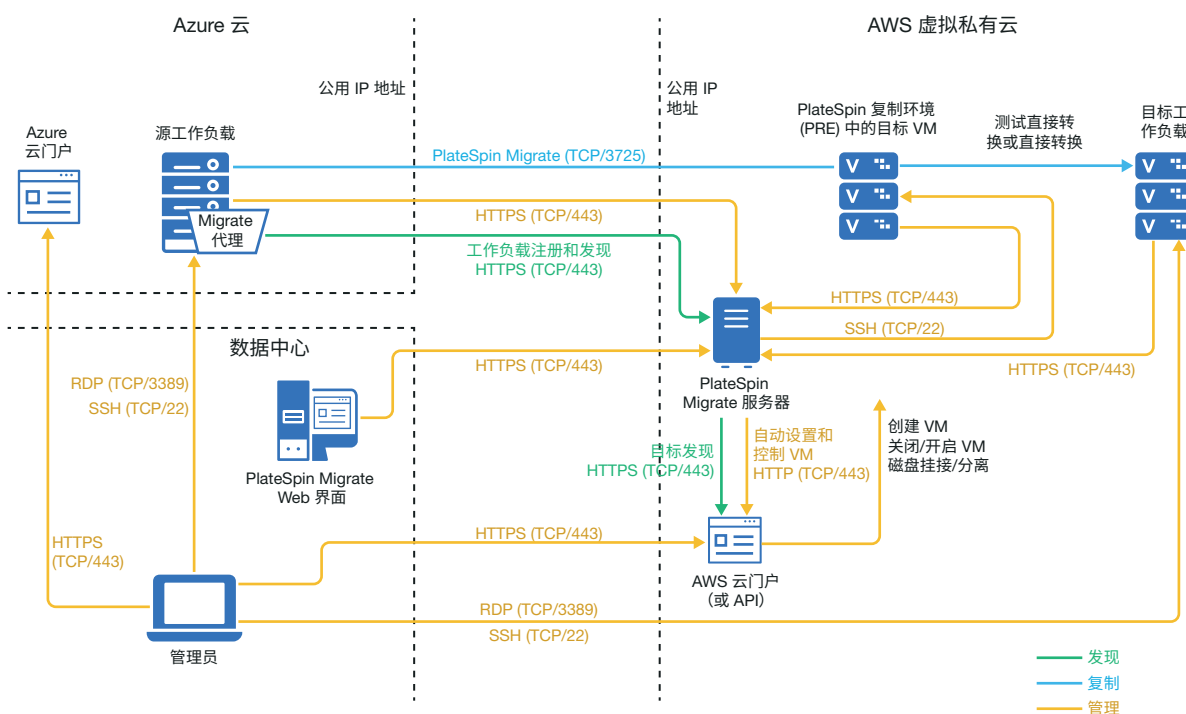 Azure 云
AWS 虚拟私有云
公用 IP 地址
公用 IP
地址
Azure
云门户
源工作负载
PlateSpin 复制环境
(PRE) 中的目标 VM
测试直接转
换或直接转换
目标工
作负载
PlateSpin Migrate (TCP/3725)
V
V
V
V
V
V
Migrate
代理
HTTPS (TCP/443)
工作负载注册和发现
HTTPS (TCP/443)
HTTPS (TCP/443)
SSH (TCP/22)
HTTPS (TCP/443)
数据中心
HTTPS (TCP/443)
RDP (TCP/3389)
SSH (TCP/22)
PlateSpin
Migrate 服务器
PlateSpin Migrate
Web 界面
目标发现
HTTPS (TCP/443)
自动设置和
控制 VM
HTTP (TCP/443)
创建 VM
关闭/开启 VM
磁盘挂接/分离
HTTPS
(TCP/443)
HTTPS (TCP/443)
AWS 云门户
（或 API）
RDP (TCP/3389)
SSH (TCP/22)
管理员
发现
复制
管理